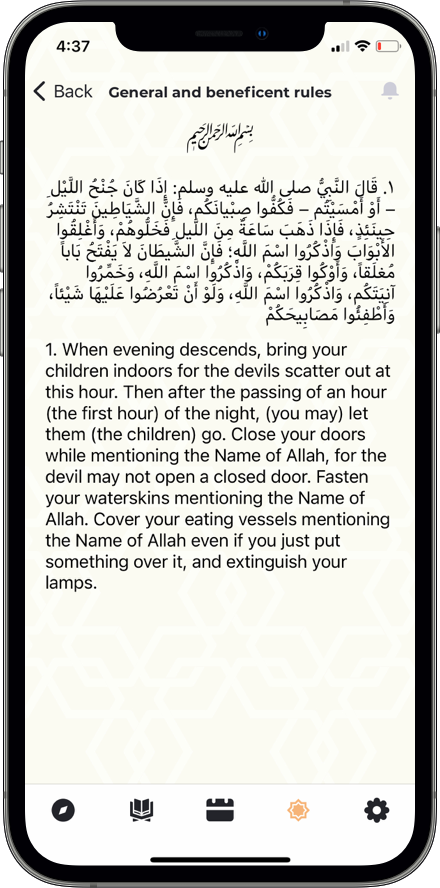 4:37
Back
General and beneficent rules
بسم الله الرحمن الرحيم
١. قَالَ النَّبِيُّ صلى الله عليه وسلم: إِذَا كَانَ جُنْحُ اللَّيْلِ
– أَوْ أَمْسَيْتُم – فَكُفُّوا صِبْيَانَكُم، فَإِنَّ الشَّيَاطِينَ تَنْتَشِرُ
حِينَئِذٍ، فَإِذَا ذَهَبَ سَاعَةٌ مِنَ اللَّيلِ فَخَلُّوهُمْ، وَأَغْلِقُوا
الأَبْوَابَ وَاذْكُرُوا اسْمَ اللَّهِ؛ فَإِنَّ الشَّيطَانَ لاَ يَفْتَحُ بَاباً
مُغلَقاً، وَأَوْكُوا قِرَبَكُمْ، وَاذْكُرُوا اسْمَ اللَّهِ، وَخَمِّرُوا
آنِيَتَكُم، وَاذْكُرُوا اسْمَ اللَّهِ، وَلَوْ أَنْ تَعْرُضُوا عَلَيْهَا شَيْئاً،
وَأَطْفِئُوا مَصَابِيحَكُمْ
1. When evening descends, bring your
children indoors for the devils scatter out at
this hour. Then after the passing of an hour
(the first hour) of the night, (you may) let
them (the children) go. Close your doors
while mentioning the Name of Allah, for the
devil may not open a closed door. Fasten
your waterskins mentioning the Name of
Allah. Cover your eating vessels mentioning
the Name of Allah even if you just put
something over it, and extinguish your
lamps.